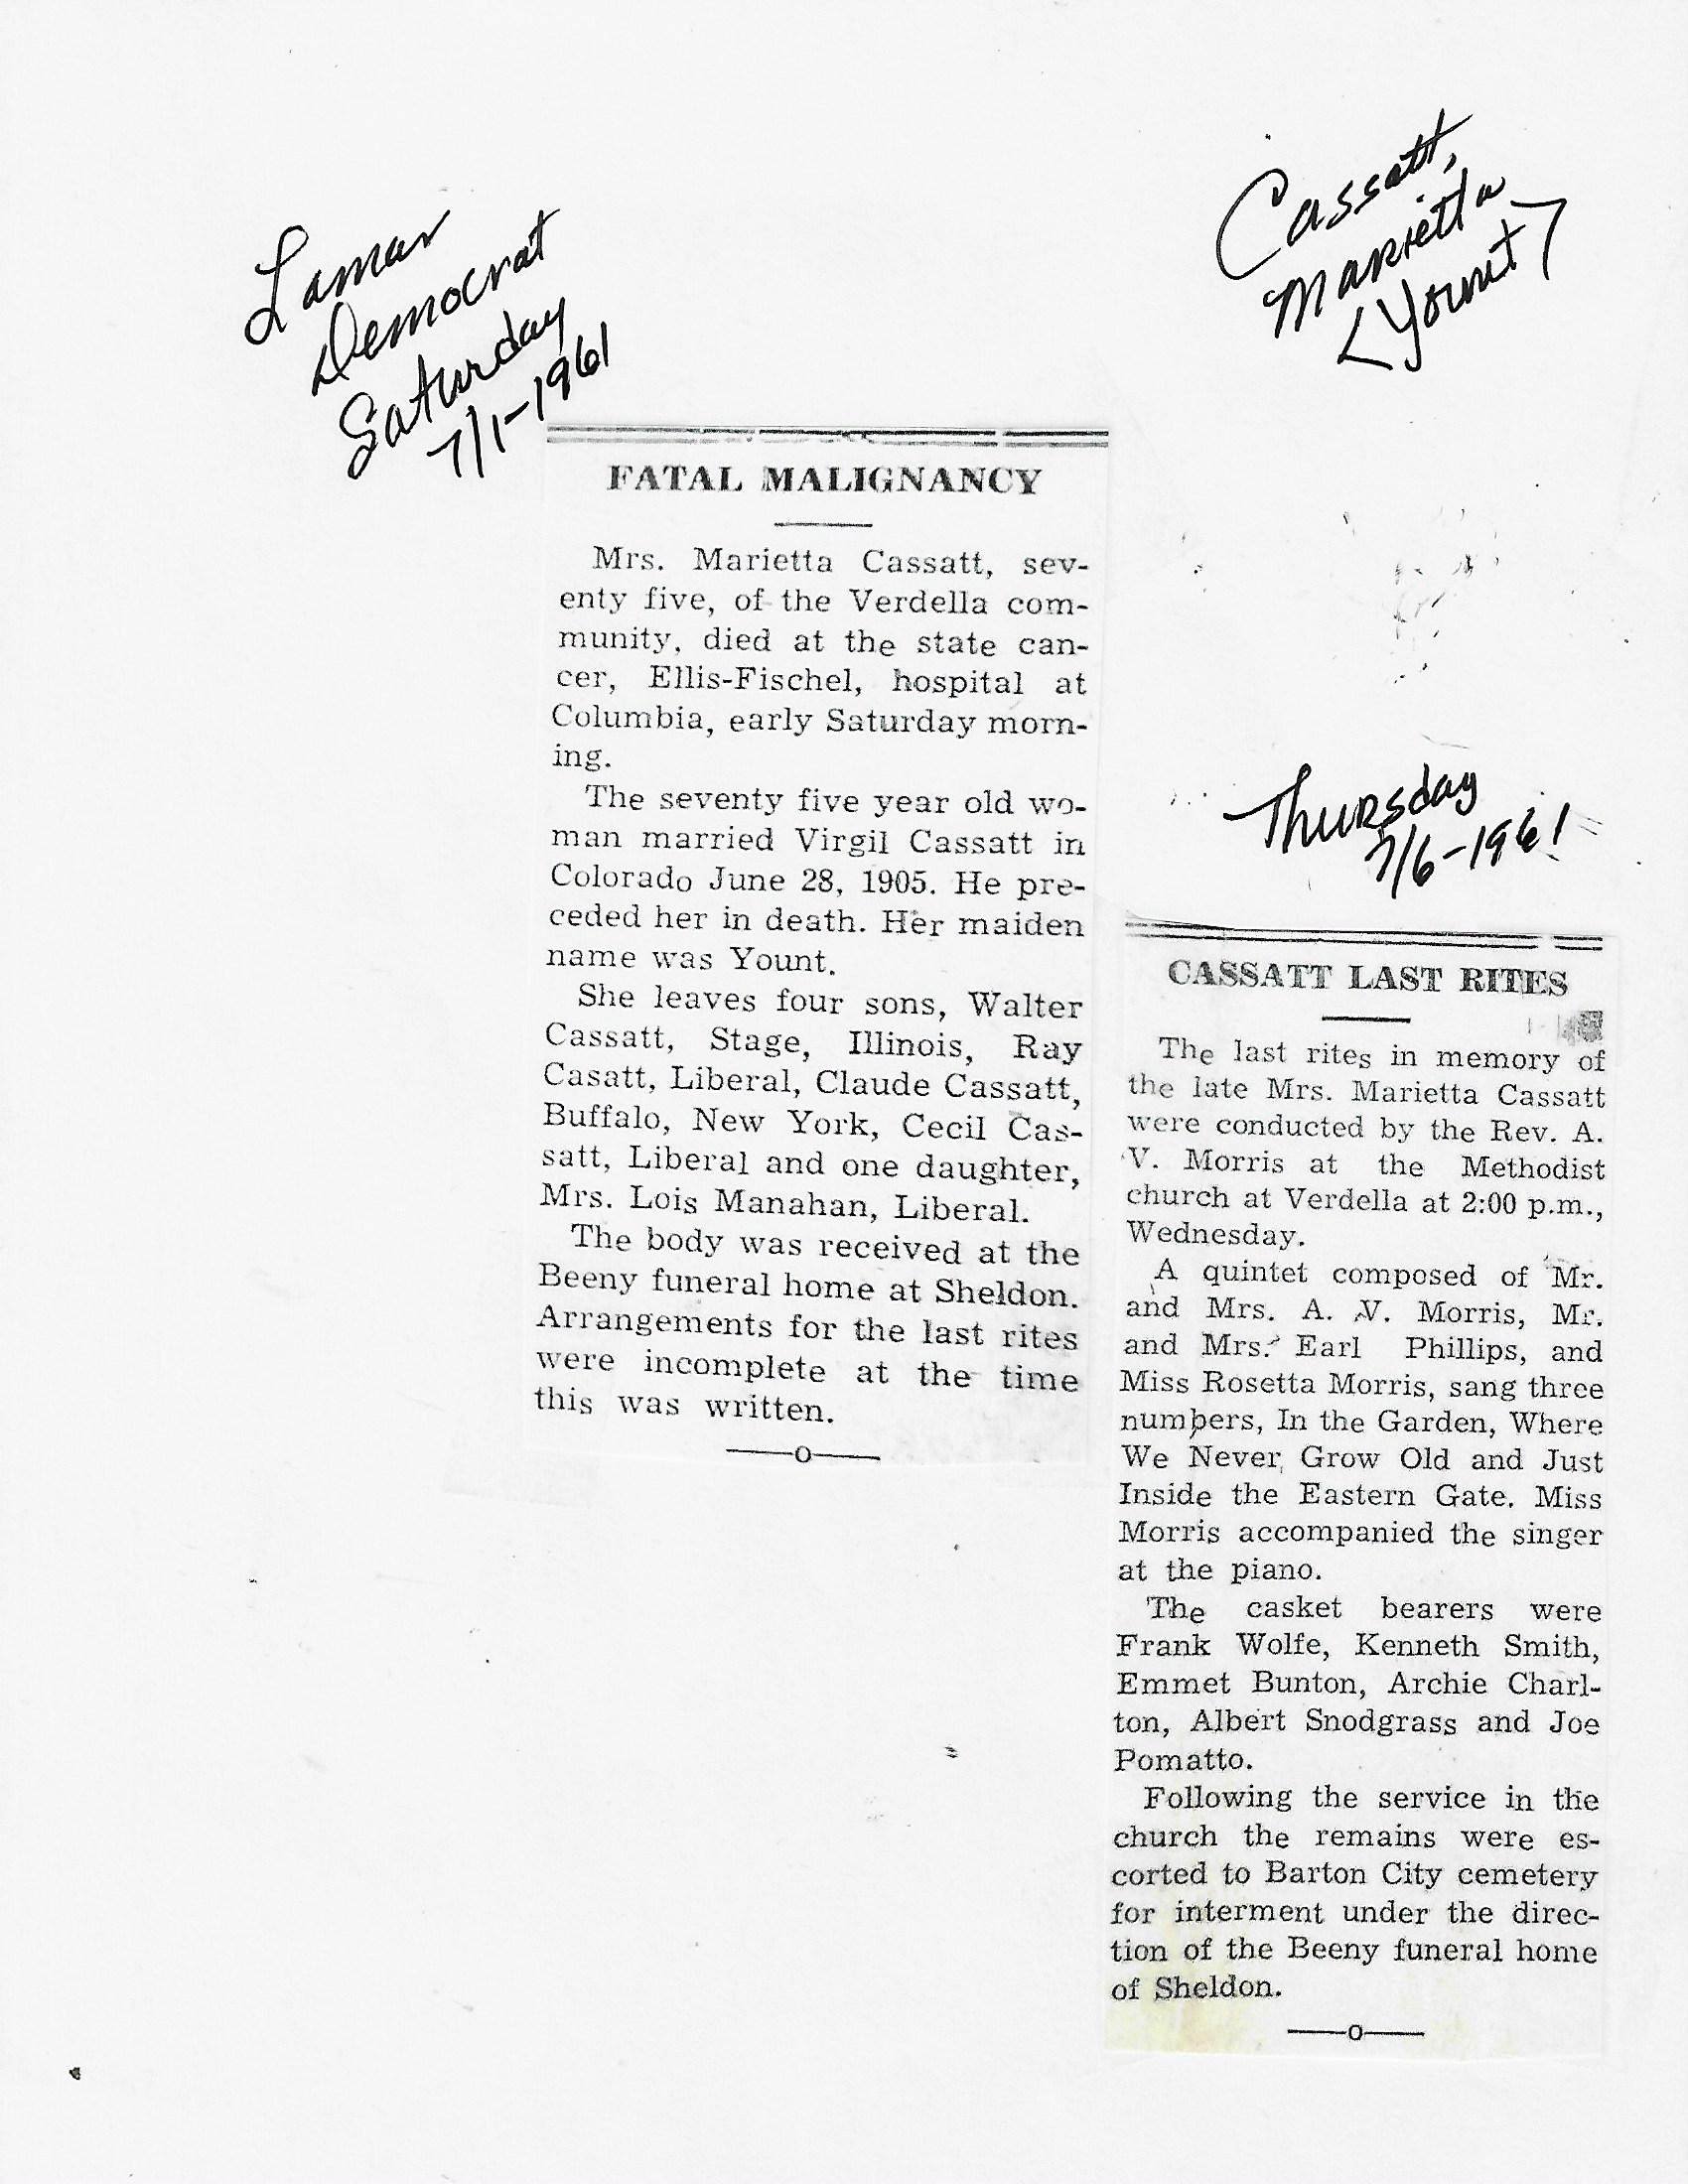 Lamar
Democrat
Saturday
7/1-1961
Cassatt,
Marietta
<Yount>
FATAL MALIGNANCY
Mrs. Marietta Cassatt, sev-
enty five, of the Verdella com-
munity, died at the state can-
cer, Ellis-Fischel, hospital at
Columbia, early Saturday morn-
ing.
The seventy five year old wo-
man married Virgil Cassatt in
Colorado June 28, 1905. He pre-
ceded her in death. Her maiden
name was Yount.
She leaves four sons, Walter
Cassatt, Stage, Illinois, Ray
Casatt, Liberal, Claude Cassatt,
Buffalo, New York, Cecil Cas-
satt, Liberal and one daughter,
Mrs. Lois Manahan, Liberal.
The body was received at the
Beeny funeral home at Sheldon.
Arrangements for the last rites
were incomplete at the time
this was written.
——o——
Thursday
7/6-1961
CASSATT LAST RITES
The last rites in memory of
the late Mrs. Marietta Cassatt
were conducted by the Rev. A.
V. Morris at the Methodist
church at Verdella at 2:00 p.m.,
Wednesday.
A quintet composed of Mr.
and Mrs. A. V. Morris, Mr.
and Mrs. Earl Phillips, and
Miss Rosetta Morris, sang three
numbers, In the Garden, Where
We Never Grow Old and Just
Inside the Eastern Gate. Miss
Morris accompanied the singer
at the piano.
The casket bearers were
Frank Wolfe, Kenneth Smith,
Emmet Bunton, Archie Charl-
ton, Albert Snodgrass and Joe
Pomatto.
Following the service in the
church the remains were es-
corted to Barton City cemetery
for interment under the direc-
tion of the Beeny funeral home
of Sheldon.
——o——